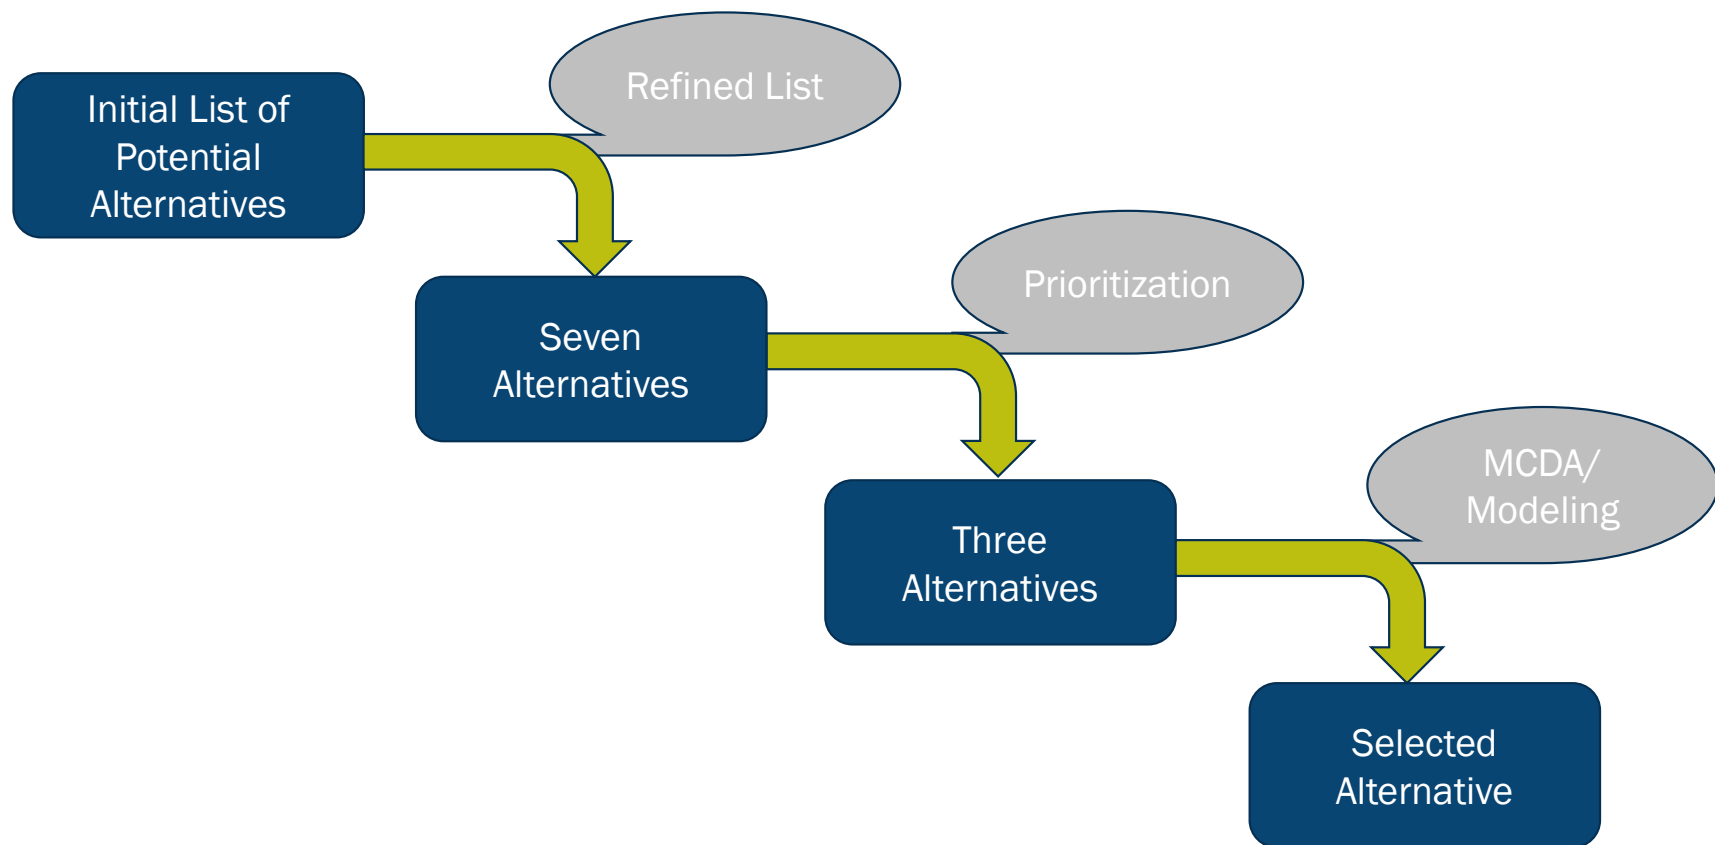 Initial List of
Potential
Alternatives
Refined List
Seven
Alternatives
Prioritization
Three
Alternatives
MCDA/
Modeling
Selected
Alternative